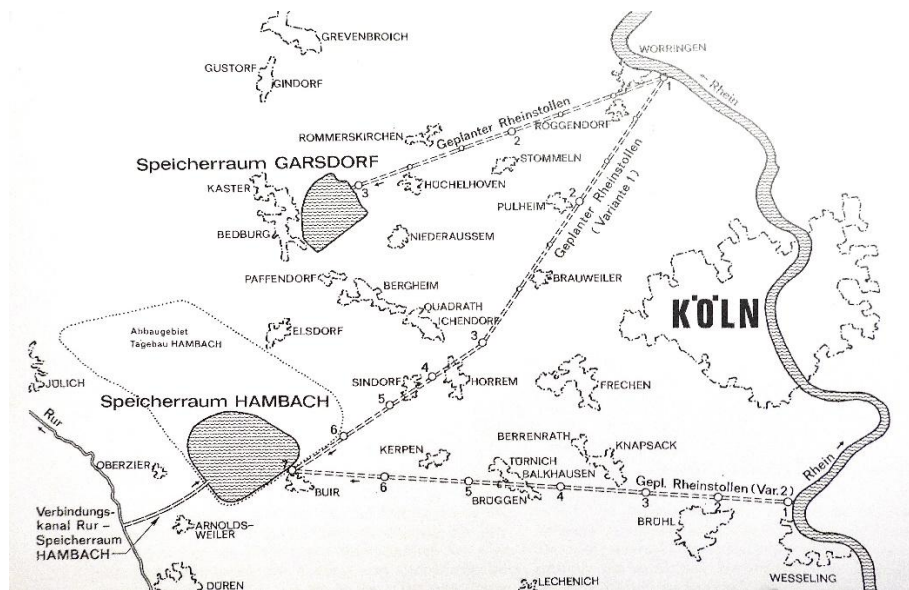 GREVENBROICH
WORRINGEN
GUSTORF
GINDORF
1
Rhein
Geplanter Rheinstollen
ROMMERSKIRCHEN
2
ROGGENDORF
Speicherraum GARSDORF
STOMMELN
KASTER
3
HÜCHELHOVEN
PULHEIM
2
Geplanter Rheinstollen
(Variante 1)
BEDBURG
NIEDERAUSSEM
PAFFENDORF
BERGHEIM
BRAUWEILER
QUADRATH
ICHENDORF
KÖLN
Abbaugebiet
Tagebau HAMBACH
ELSDORF
3
JÜLICH
SINDORF
4
HORREM
FRECHEN
5
Speicherraum HAMBACH
Rur
6
BERRENRATH
KNAPSACK
OBERZIER
KERPEN
TÜRNICH
BALKHAUSEN
Rhein
7
BUIR
6
5
BRÜGGEN
4
Gepl. Rheinstollen (Var. 2)
3
2
1
Verbindungs-
kanal Rur –
Speicherraum
HAMBACH
ARNOLDS-
WEILER
BRÜHL
WESSELING
DÜREN
LECHENICH